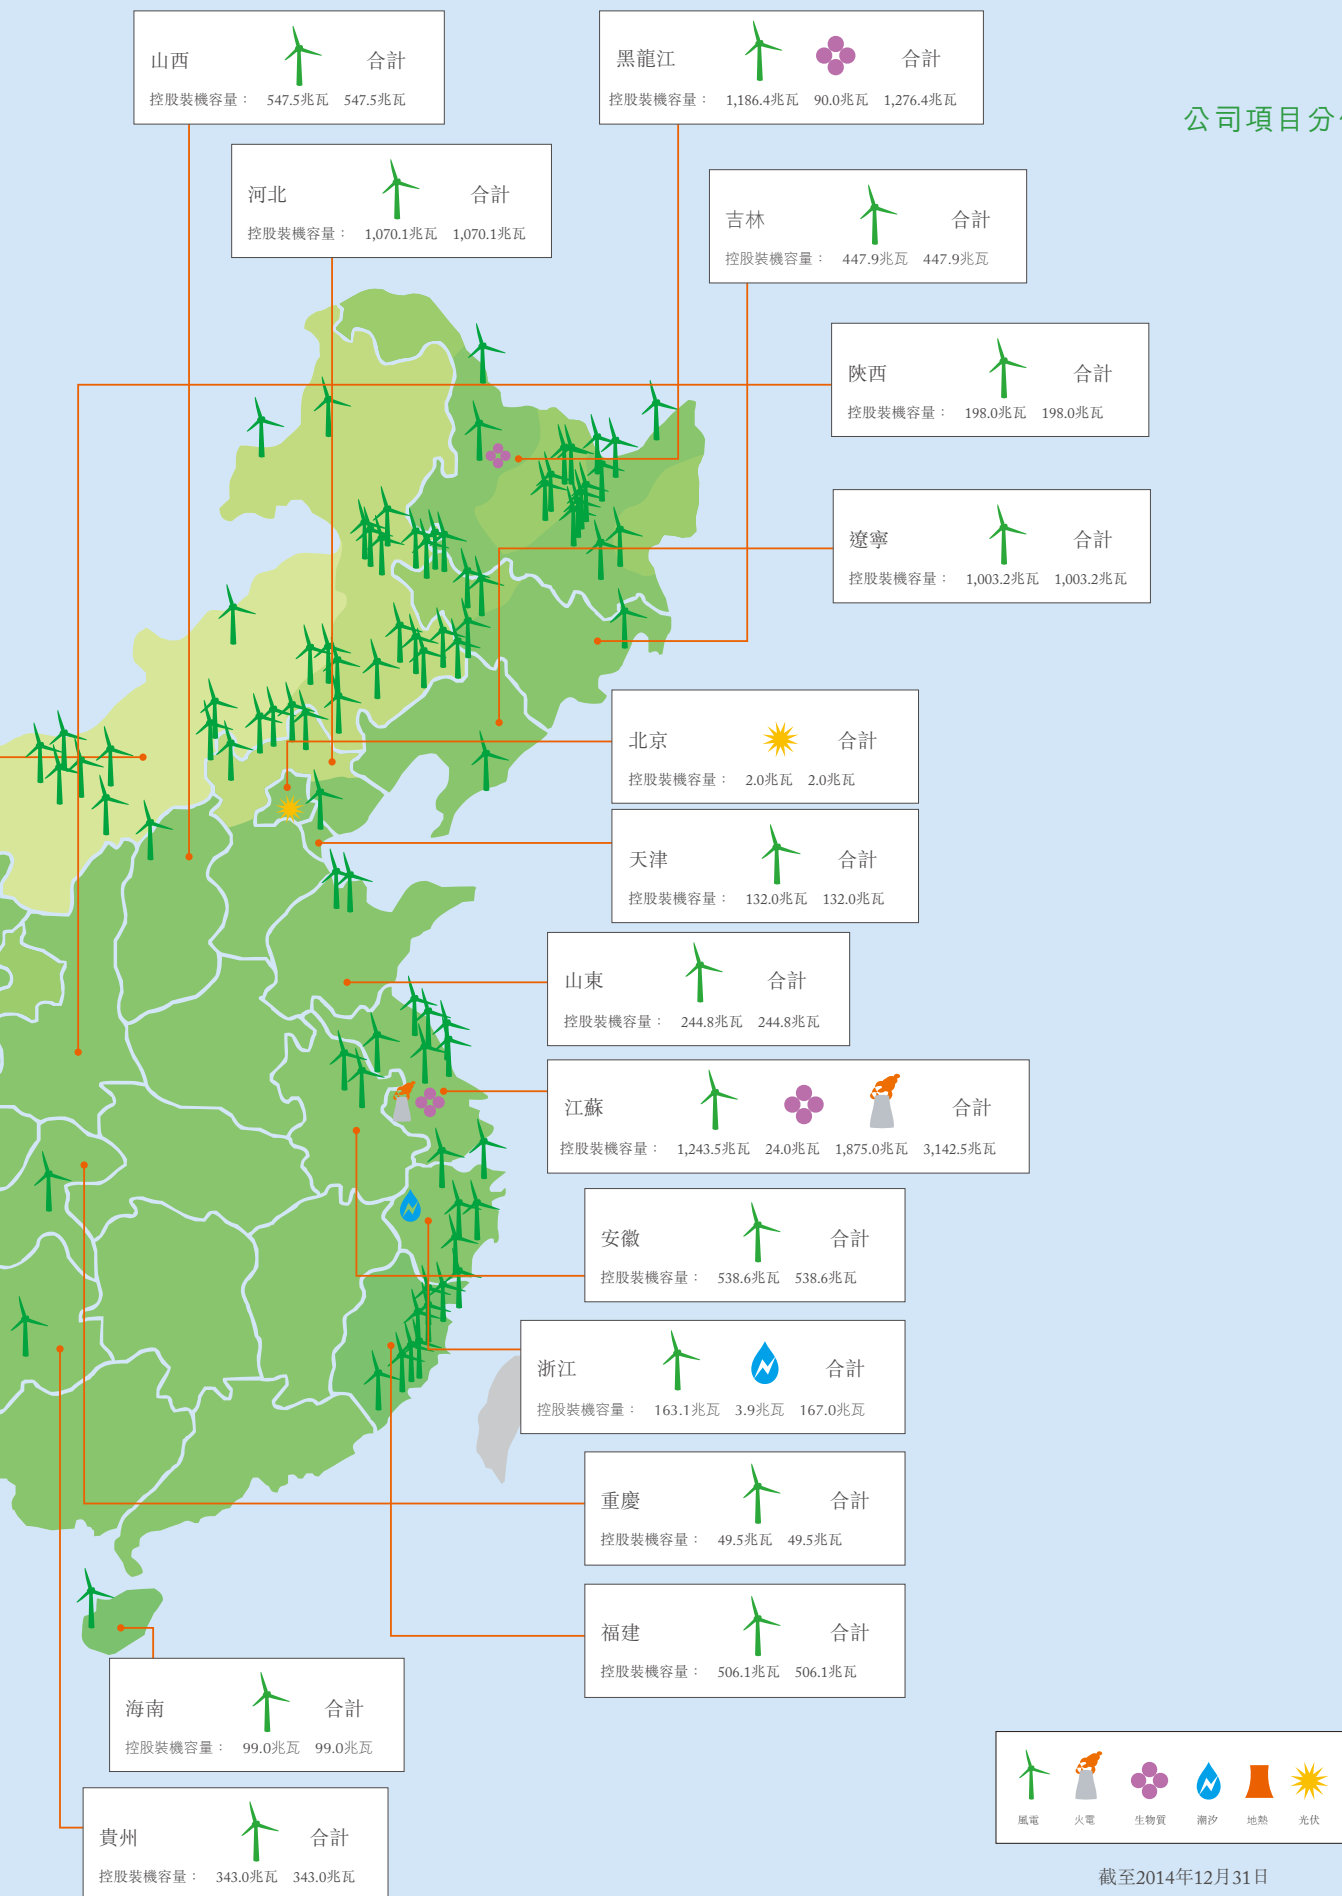 山西 合計
控股裝機容量： 547.5兆瓦 547.5兆瓦
黑龍江 合計
控股裝機容量： 1,186.4兆瓦 90.0兆瓦 1,276.4兆瓦
公司項目分
河北 合計
控股裝機容量： 1,070.1兆瓦 1,070.1兆瓦
吉林 合計
控股裝機容量： 447.9兆瓦 447.9兆瓦
陝西 合計
控股裝機容量： 198.0兆瓦 198.0兆瓦
遼寧 合計
控股裝機容量： 1,003.2兆瓦 1,003.2兆瓦
北京 合計
控股裝機容量： 2.0兆瓦 2.0兆瓦
天津 合計
控股裝機容量： 132.0兆瓦 132.0兆瓦
山東 合計
控股裝機容量： 244.8兆瓦 244.8兆瓦
江蘇 合計
控股裝機容量： 1,243.5兆瓦 24.0兆瓦 1,875.0兆瓦 3,142.5兆瓦
安徽 合計
控股裝機容量： 538.6兆瓦 538.6兆瓦
浙江 合計
控股裝機容量： 163.1兆瓦 3.9兆瓦 167.0兆瓦
重慶 合計
控股裝機容量： 49.5兆瓦 49.5兆瓦
福建 合計
控股裝機容量： 506.1兆瓦 506.1兆瓦
海南 合計
控股裝機容量： 99.0兆瓦 99.0兆瓦
貴州 合計
控股裝機容量： 343.0兆瓦 343.0兆瓦
風電 火電 生物質 潮汐 地熱 光伏
截至2014年12月31日